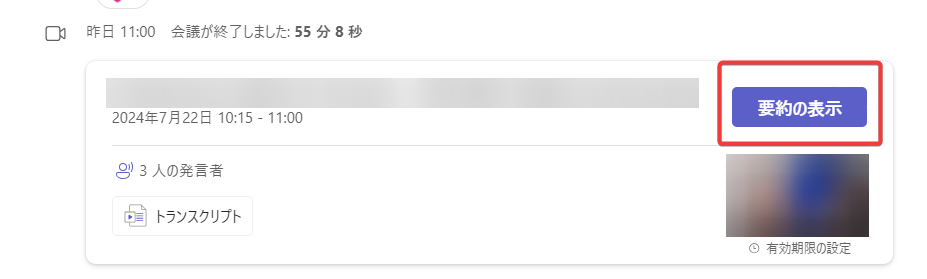 昨日 11:00 会議が終了しました: 55 分 8 秒
要約の表示
2024年7月22日 10:15 - 11:00
3 人の発言者
トランスクリプト
有効期限の設定